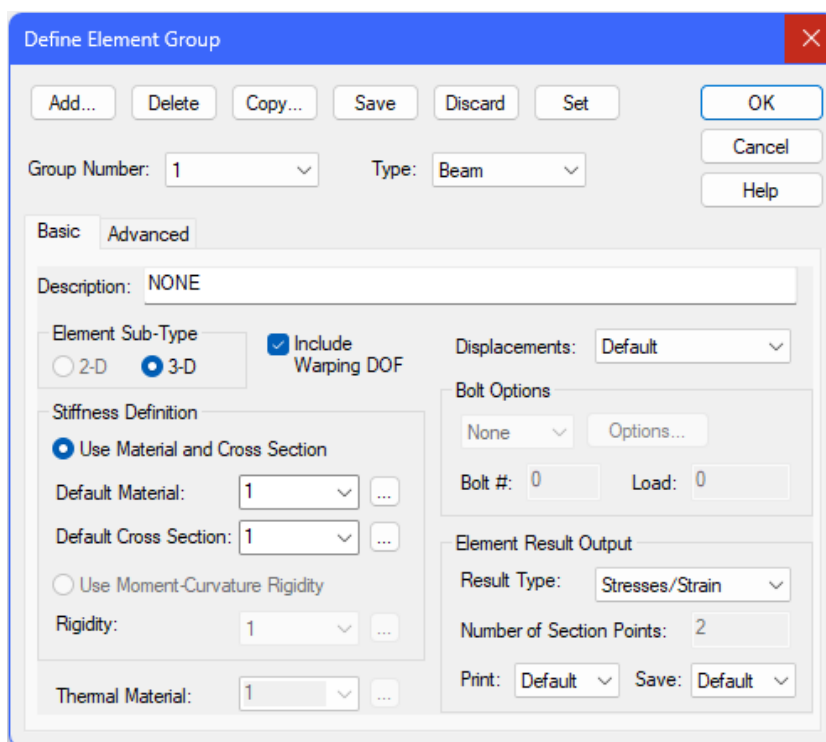 Define Element Group
Add... Delete Copy... Save Discard Set OK
Cancel
Group Number: 1 Type: Beam
Help
Basic Advanced
Description: NONE
Element Sub-Type
2-D 3-D
Include
Warping DOF
Displacements: Default
Stiffness Definition
Use Material and Cross Section
Default Material: 1 ...
Default Cross Section: 1 ...
Use Moment-Curvature Rigidity
Rigidity: 1 ...
Thermal Material: 1 ...
Bolt Options
None Options...
Bolt #: 0 Load: 0
Element Result Output
Result Type: Stresses/Strain
Number of Section Points: 2
Print: Default Save: Default